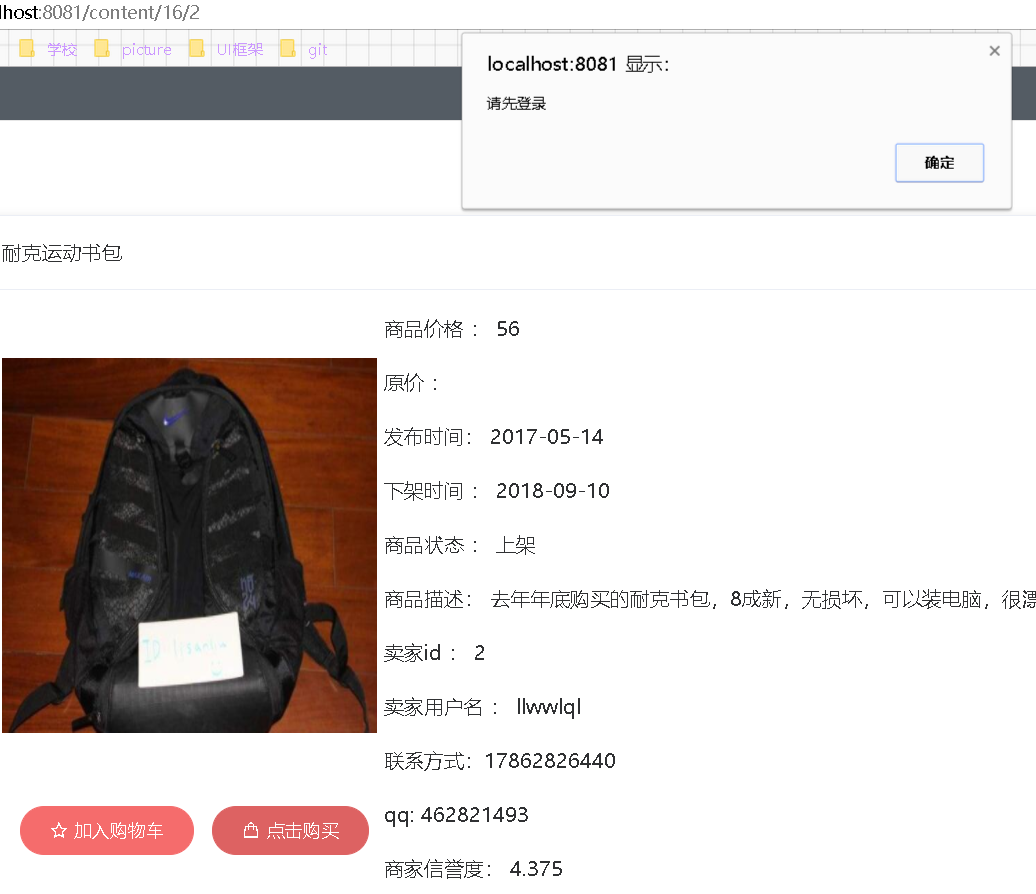 lhost:8081/content/16/2
学校 picture UI框架 git
localhost:8081 显示：
请先登录
确定
耐克运动书包
商品价格： 56
原价：
发布时间： 2017-05-14
下架时间： 2018-09-10
商品状态： 上架
商品描述： 去年年底购买的耐克书包，8成新，无损坏，可以装电脑，很漂
卖家id： 2
卖家用户名： llwwlql
联系方式：17862826440
qq: 462821493
商家信誉度： 4.375
加入购物车
点击购买